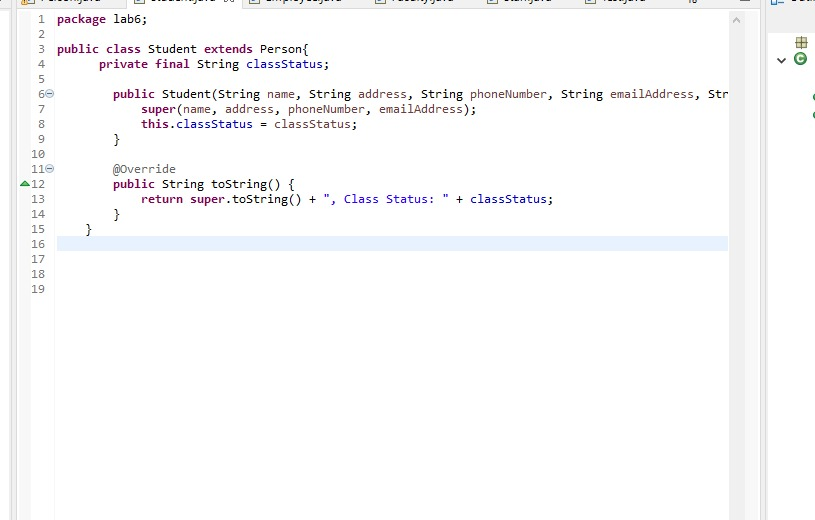 1 package lab6;
2
3 public class Student extends Person{
4 private final String classStatus;
5
6 public Student(String name, String address, String phoneNumber, String emailAddress, Str
7 super(name, address, phoneNumber, emailAddress);
8 this.classStatus = classStatus;
9 }
10
11 @Override
12 public String toString() {
13 return super.toString() + ", Class Status: " + classStatus;
14 }
15 }
16
17
18
19